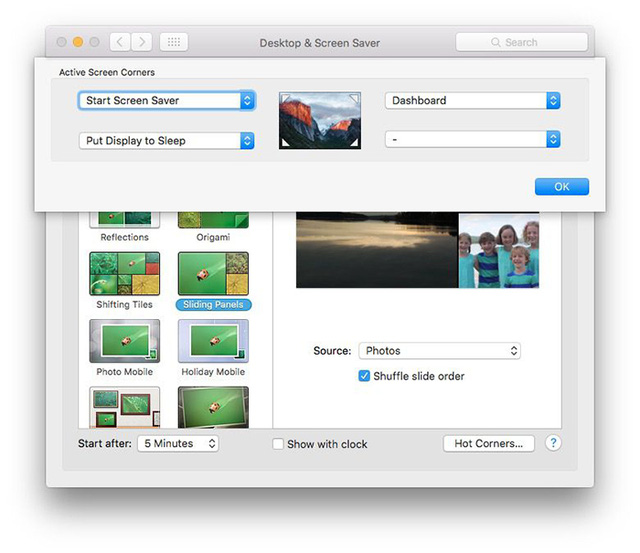 Desktop & Screen Saver
Search
Active Screen Corners
Start Screen Saver
Dashboard
Put Display to Sleep
-
OK
Reflections
Origami
Shifting Tiles
Sliding Panels
Photo Mobile
Holiday Mobile
Source: Photos
Shuffle slide order
Start after: 5 Minutes
Show with clock
Hot Corners...
?